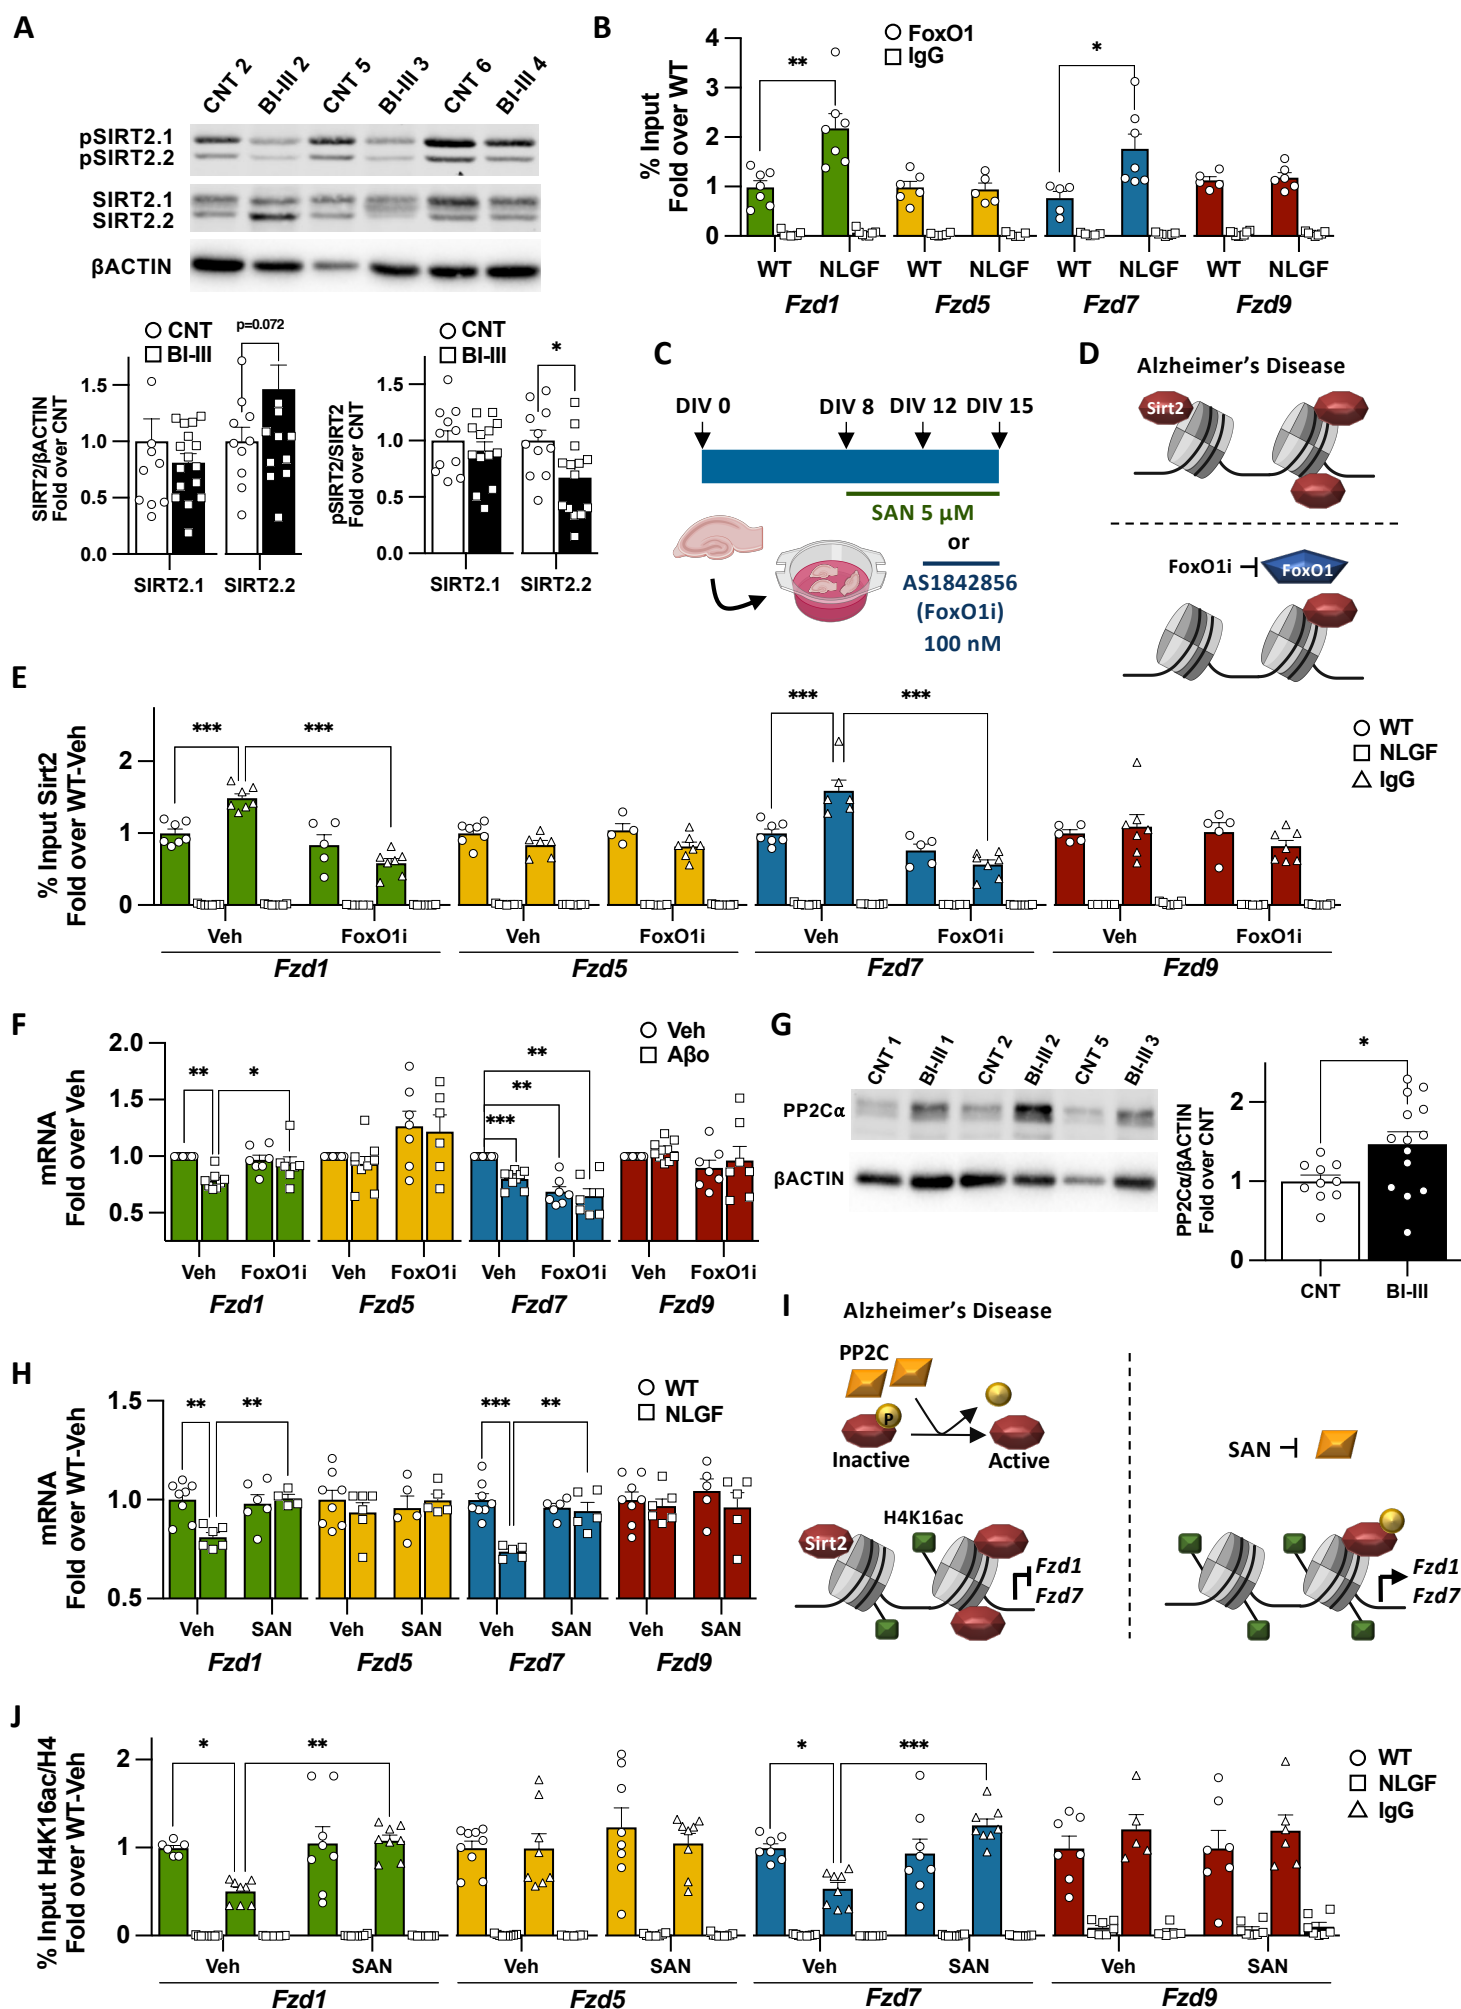 A
CNT 2
BI-III 2
CNT 5
BI-III 3
CNT 6
BI-III 4
pSIRT2.1
pSIRT2.2
SIRT2.1
SIRT2.2
βACTIN
CNT
BI-III
p=0.072
SIRT2/βACTIN
Fold over CNT
1.5
1.0
0.5
0.0
SIRT2.1
SIRT2.2
CNT
BI-III
*
pSIRT2/SIRT2
Fold over CNT
1.5
1.0
0.5
0.0
SIRT2.1
SIRT2.2
B
FoxO1
IgG
% Input
Fold over WT
4
3
2
1
0
**
*
WT NLGF WT NLGF WT NLGF WT NLGF
Fzd1 Fzd5 Fzd7 Fzd9
C
DIV 0 DIV 8 DIV 12 DIV 15
SAN 5 µM
or
AS1842856
(FoxO1i)
100 nM
D
Alzheimer's Disease
Sirt2
FoxO1i
FoxO1
E
% Input Sirt2
Fold over WT-Veh
2
1
0
*** *** *** ***
WT
NLGF
IgG
Veh FoxO1i Veh FoxO1i Veh FoxO1i Veh FoxO1i
Fzd1 Fzd5 Fzd7 Fzd9
F
mRNA
Fold over Veh
2.0
1.5
1.0
0.5
Veh
Aβo
** *
**
**
***
Veh FoxO1i Veh FoxO1i Veh FoxO1i Veh FoxO1i
Fzd1 Fzd5 Fzd7 Fzd9
G
CNT 1
BI-III 1
CNT 2
BI-III 2
CNT 5
BI-III 3
PP2Cα
βACTIN
PP2Cα/βACTIN
Fold over CNT
2
1
0
*
CNT BI-III
H
mRNA
Fold over WT-Veh
1.5
1.0
0.5
** ** *** **
WT
NLGF
Veh SAN Veh SAN Veh SAN Veh SAN
Fzd1 Fzd5 Fzd7 Fzd9
I
Alzheimer's Disease
PP2C
P
Inactive Active
H4K16ac
Sirt2
Fzd1
Fzd7
SAN
Fzd1
Fzd7
J
% Input H4K16ac/H4
Fold over WT-Veh
2
1
0
* ** * ***
WT
NLGF
IgG
Veh SAN Veh SAN Veh SAN Veh SAN
Fzd1 Fzd5 Fzd7 Fzd9